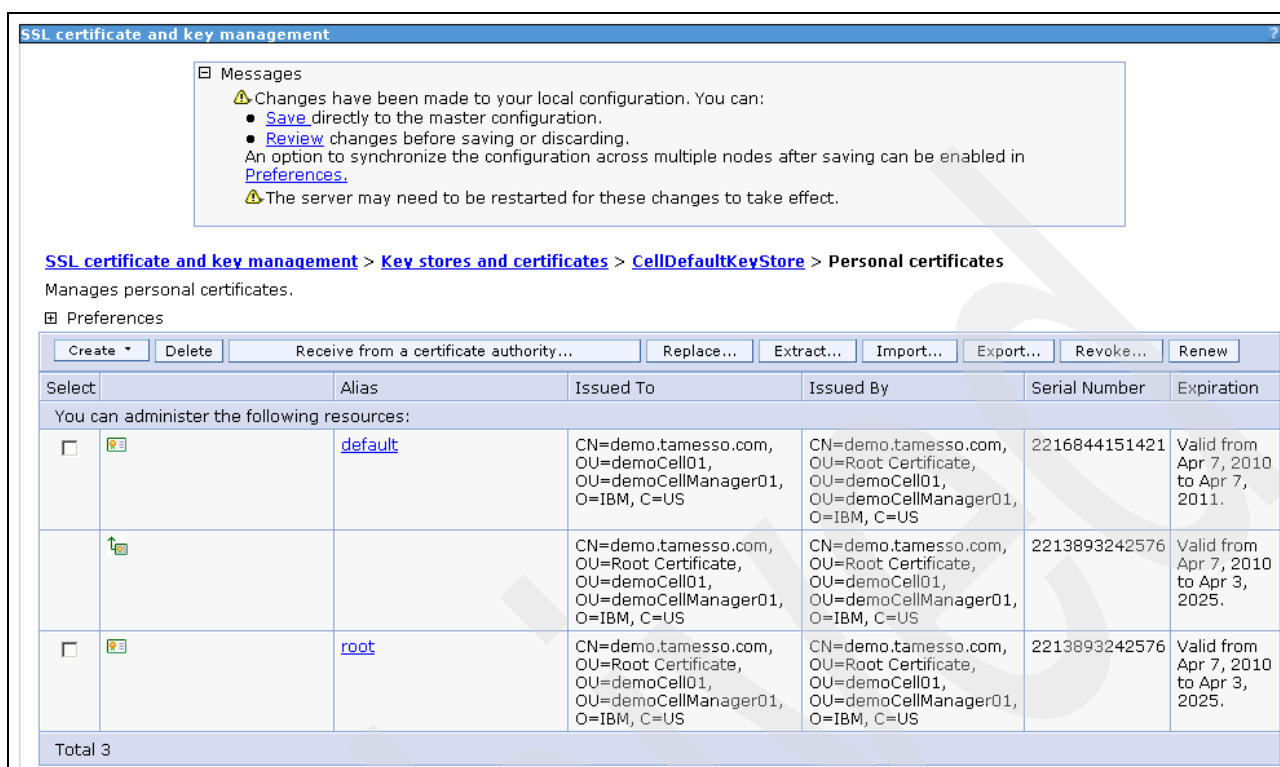 SSL certificate and key management ?
Messages
Changes have been made to your local configuration. You can:
Save directly to the master configuration.
Review changes before saving or discarding.
An option to synchronize the configuration across multiple nodes after saving can be enabled in
Preferences.
The server may need to be restarted for these changes to take effect.
SSL certificate and key management > Key stores and certificates > CellDefaultKeyStore > Personal certificates
Manages personal certificates.
Preferences
Create Delete Receive from a certificate authority... Replace... Extract... Import... Export... Revoke... Renew
Select Alias Issued To Issued By Serial Number Expiration
You can administer the following resources:
default CN=demo.tamesso.com, CN=demo.tamesso.com, 2216844151421 Valid from
OU=demoCell01, OU=Root Certificate, Apr 7, 2010
OU=demoCellManager01, OU=demoCell01, to Apr 7,
O=IBM, C=US OU=demoCellManager01, 2011.
O=IBM, C=US
CN=demo.tamesso.com, CN=demo.tamesso.com, 2213893242576 Valid from
OU=Root Certificate, OU=Root Certificate, Apr 7, 2010
OU=demoCell01, OU=demoCell01, to Apr 3,
OU=demoCellManager01, OU=demoCellManager01, 2025.
O=IBM, C=US O=IBM, C=US
root CN=demo.tamesso.com, CN=demo.tamesso.com, 2213893242576 Valid from
OU=Root Certificate, OU=Root Certificate, Apr 7, 2010
OU=demoCell01, OU=demoCell01, to Apr 3,
OU=demoCellManager01, OU=demoCellManager01, 2025.
O=IBM, C=US O=IBM, C=US
Total 3